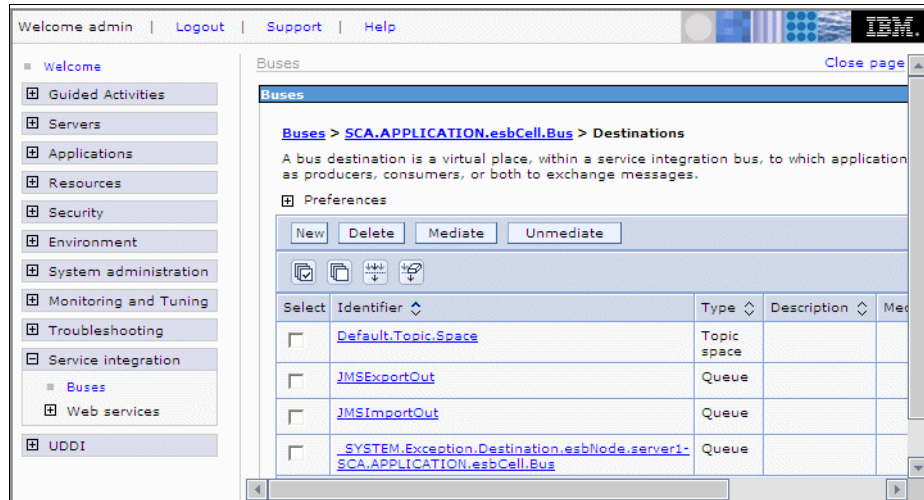 Welcome admin | Logout | Support | Help
IBM.
Welcome
Guided Activities
Servers
Applications
Resources
Security
Environment
System administration
Monitoring and Tuning
Troubleshooting
Service integration
Buses
Web services
UDDI
Buses
Close page
Buses
Buses > SCA.APPLICATION.esbCell.Bus > Destinations
A bus destination is a virtual place, within a service integration bus, to which application
as producers, consumers, or both to exchange messages.
Preferences
New Delete Mediate Unmediate
Select Identifier Type Description Med
Default.Topic.Space Topic
space
JMSExportOut Queue
JMSImportOut Queue
_SYSTEM.Exception.Destination.esbNode.server1- Queue
SCA.APPLICATION.esbCell.Bus